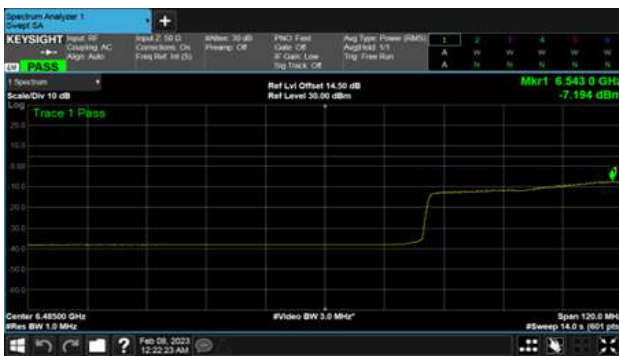 Spectrum Analyzer 1
Swept SA
KEYSIGHT Input: RF Input Z: 50 Ω #Atten: 30 dB PNO: Fast Avg Type: Power (RMS) 1 2 3 4 5 6
Coupling: AC Corrections: On Preamp: Off Gate: Off Avg|Hold: 1/1 A W W W W W
Align: Auto Freq Ref: Int (S) IF Gain: Low Trig: Free Run
Sig Track: Off A N N N N N
PASS
1 Spectrum
Ref Lvl Offset 14.50 dB
Mkr1 6.543 0 GHz
Scale/Div 10 dB
Ref Level 30.00 dBm
-7.194 dBm
Log
Trace 1 Pass
20.0
0.00
-10.0
-20.0
-30.0
-40.0
-50.0
-60.0
Center 6.48500 GHz
#Video BW 3.0 MHz*
Span 120.0 MHz
#Res BW 1.0 MHz
#Sweep 14.0 s (601 pts)
Feb 08, 2023
12:22:23 AM